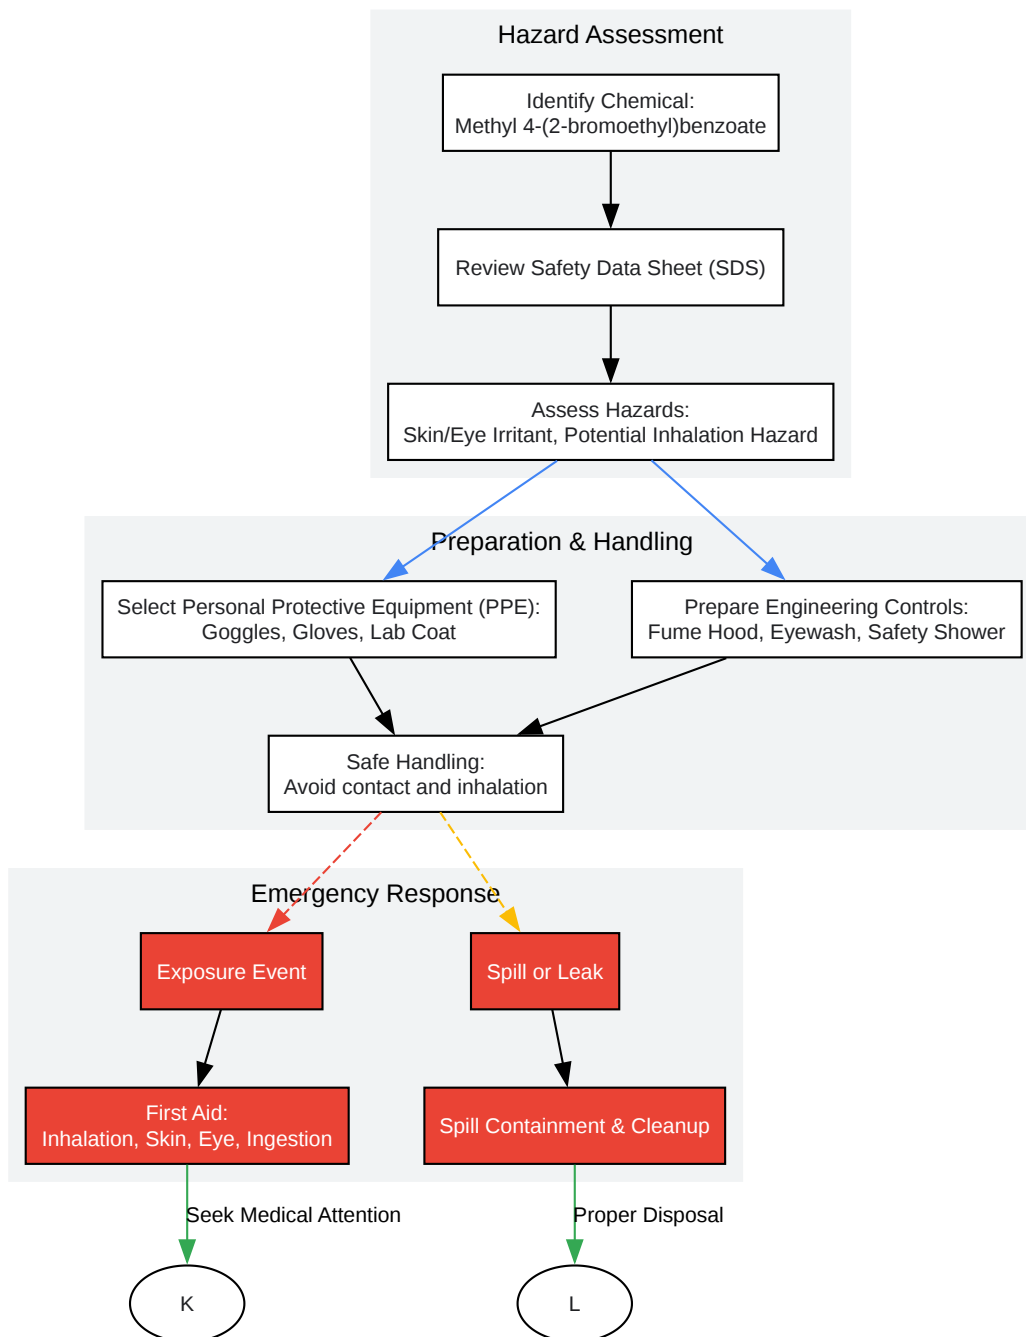 Hazard Assessment
Identify Chemical:
Methyl 4-(2-bromoethyl)benzoate
Review Safety Data Sheet (SDS)
Assess Hazards:
Skin/Eye Irritant, Potential Inhalation Hazard
Preparation & Handling
Select Personal Protective Equipment (PPE):
Goggles, Gloves, Lab Coat
Prepare Engineering Controls:
Fume Hood, Eyewash, Safety Shower
Safe Handling:
Avoid contact and inhalation
Emergency Response
Exposure Event
Spill or Leak
First Aid:
Inhalation, Skin, Eye, Ingestion
Spill Containment & Cleanup
Seek Medical Attention
Proper Disposal
K
L